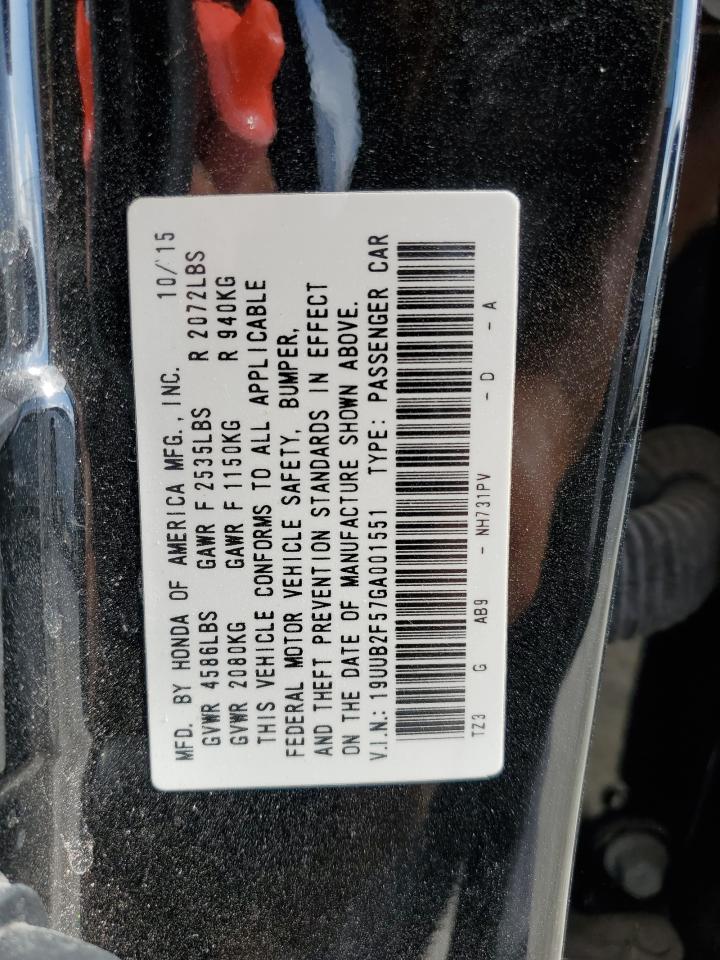 MFD. BY HONDA OF AMERICA MFG.,INC. 10/15
GVWR 4586LBS GAWR F 2535LBS R 2072LBS
GVWR 2080KG GAWR F 1150KG R 940KG
THIS VEHICLE CONFORMS TO ALL APPLICABLE
FEDERAL MOTOR VEHICLE SAFETY, BUMPER,
AND THEFT PREVENTION STANDARDS IN EFFECT
ON THE DATE OF MANUFACTURE SHOWN ABOVE.
V.I.N.: 19UUB2F57GA001551 TYPE: PASSENGER CAR
TZ3 G AB9 - NH731PV - D - A